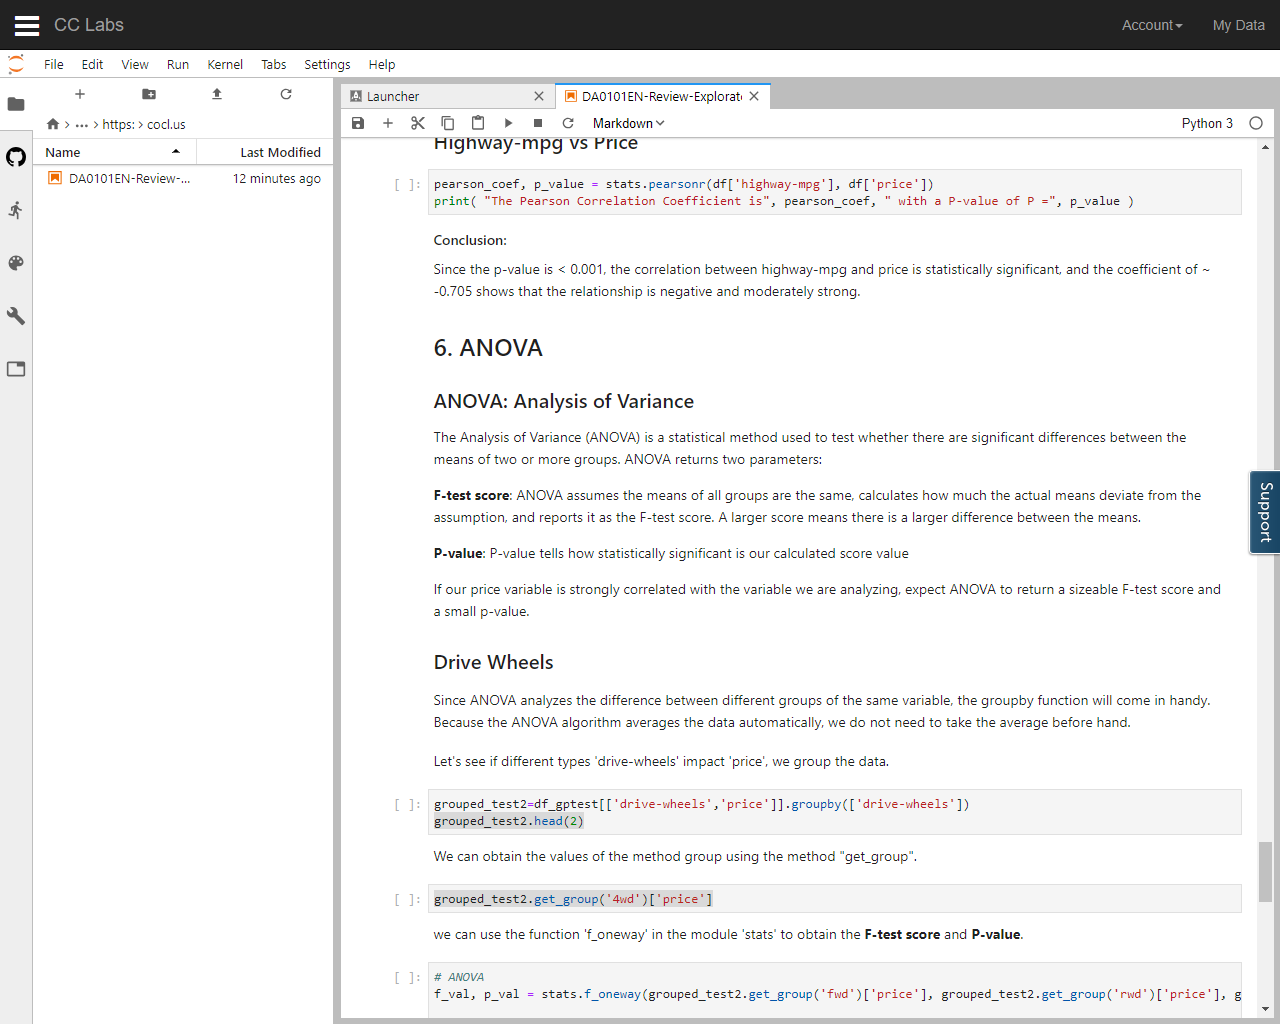 CC Labs
Account
My Data
File Edit View Run Kernel Tabs Settings Help
Launcher
DA0101EN-Review-Explorat
https: cocl.us
Markdown
Python 3
Name
Last Modified
DA0101EN-Review-...
12 minutes ago
Highway-mpg vs Price
[ ]: pearson_coef, p_value = stats.pearsonr(df['highway-mpg'], df['price'])
print( "The Pearson Correlation Coefficient is", pearson_coef, " with a P-value of P =", p_value )
Conclusion:
Since the p-value is < 0.001, the correlation between highway-mpg and price is statistically significant, and the coefficient of ~
-0.705 shows that the relationship is negative and moderately strong.
6. ANOVA
ANOVA: Analysis of Variance
The Analysis of Variance (ANOVA) is a statistical method used to test whether there are significant differences between the
means of two or more groups. ANOVA returns two parameters:
F-test score: ANOVA assumes the means of all groups are the same, calculates how much the actual means deviate from the
assumption, and reports it as the F-test score. A larger score means there is a larger difference between the means.
Support
P-value: P-value tells how statistically significant is our calculated score value
If our price variable is strongly correlated with the variable we are analyzing, expect ANOVA to return a sizeable F-test score and
a small p-value.
Drive Wheels
Since ANOVA analyzes the difference between different groups of the same variable, the groupby function will come in handy.
Because the ANOVA algorithm averages the data automatically, we do not need to take the average before hand.
Let's see if different types 'drive-wheels' impact 'price', we group the data.
[ ]: grouped_test2=df_gptest[['drive-wheels','price']].groupby(['drive-wheels'])
grouped_test2.head(2)
We can obtain the values of the method group using the method "get_group".
[ ]: grouped_test2.get_group('4wd')['price']
we can use the function 'f_oneway' in the module 'stats' to obtain the F-test score and P-value.
[ ]: # ANOVA
f_val, p_val = stats.f_oneway(grouped_test2.get_group('fwd')['price'], grouped_test2.get_group('rwd')['price'], g